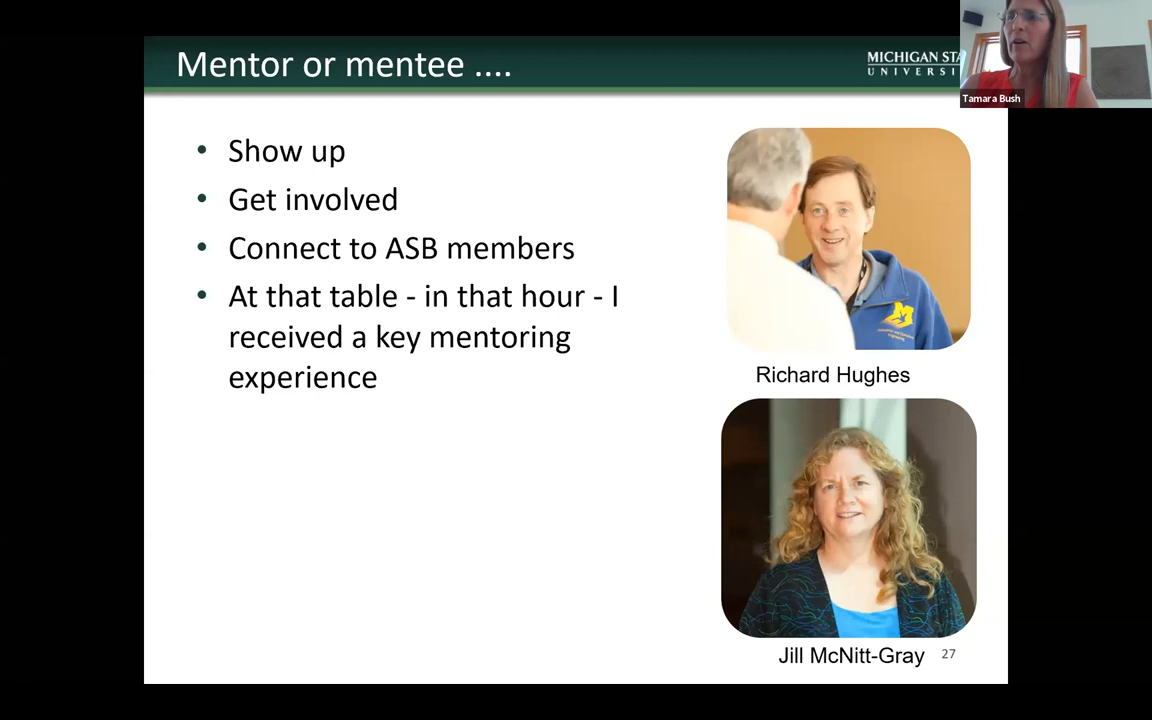 Mentor or mentee ....
MICHIGAN STA
UNIVERSI
Tamara Bush
• Show up
• Get involved
• Connect to ASB members
• At that table - in that hour - I
received a key mentoring
experience
Richard Hughes
Jill McNitt-Gray
27